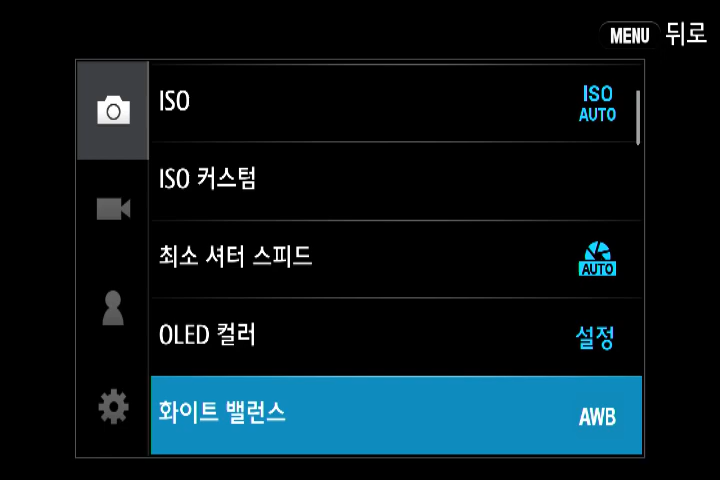 MENU 뒤로
ISO ISO AUTO
ISO 커스텀
최소 셔터 스피드 AUTO
OLED 컬러 설정
화이트 밸런스 AWB